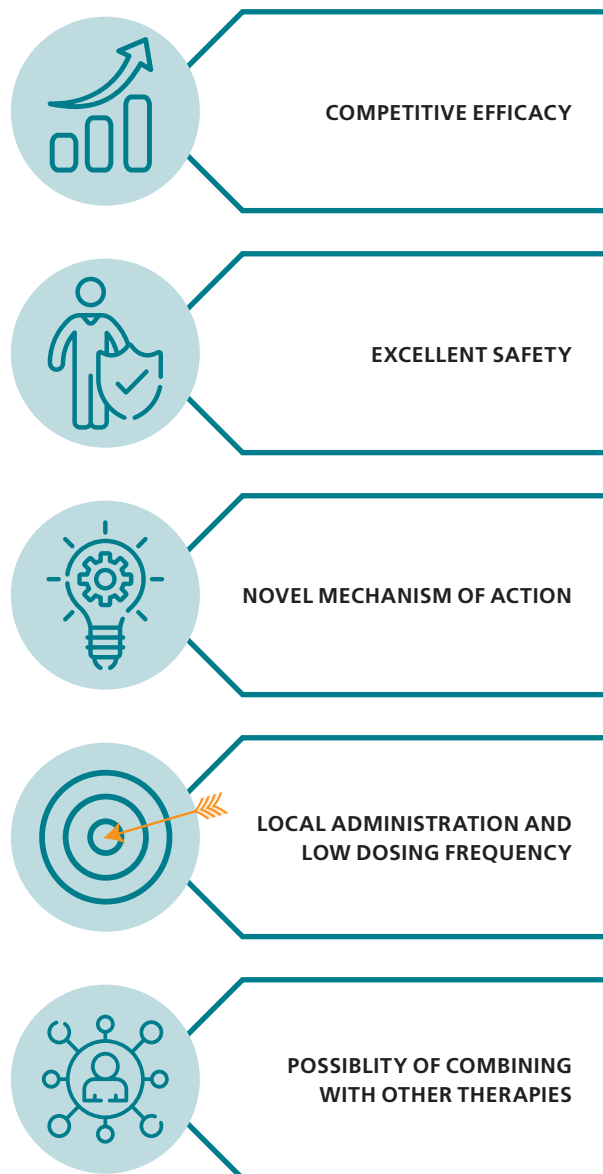 COMPETITIVE EFFICACY
EXCELLENT SAFETY
NOVEL MECHANISM OF ACTION
LOCAL ADMINISTRATION AND
LOW DOSING FREQUENCY
POSSIBLITY OF COMBINING
WITH OTHER THERAPIES